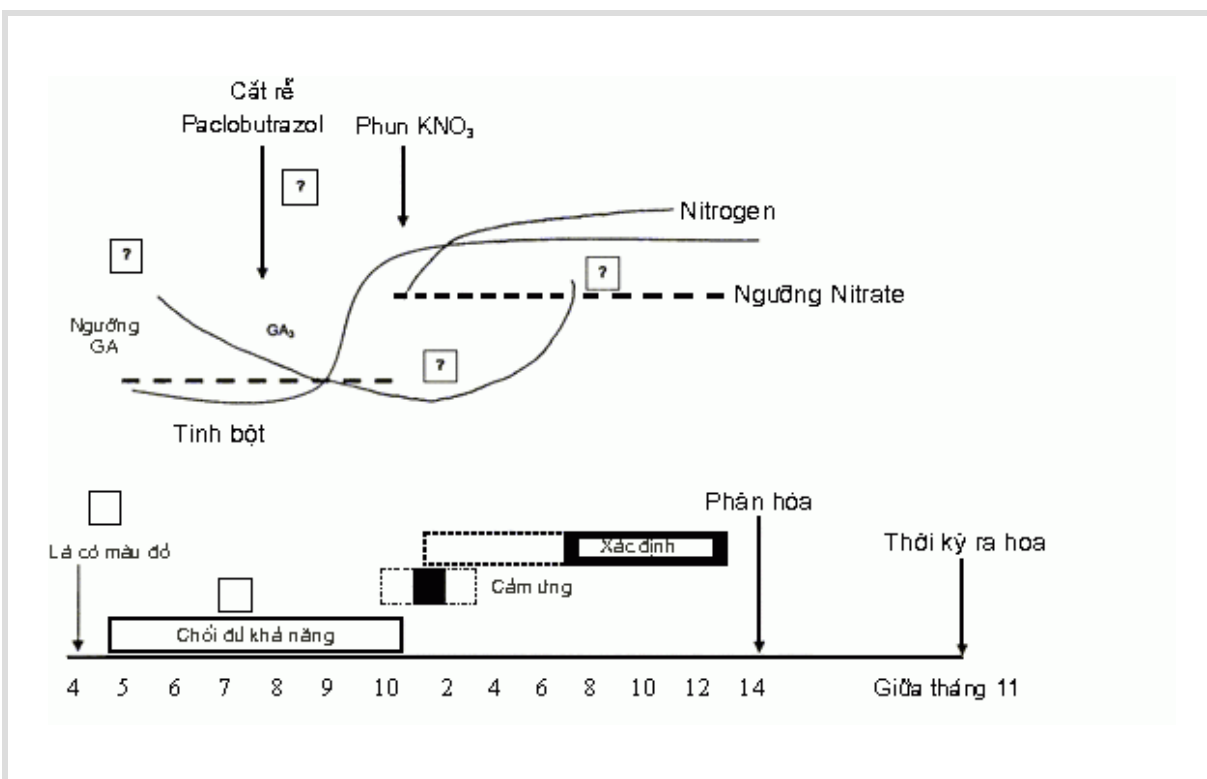 Cắt rễ
Paclobutrazol
Phun KNO₃
?
Nitrogen
?
?
Ngưỡng Nitrate
Ngưỡng
GA
GA₃
?
Tinh bột
Phân hóa
Lá có màu đỏ
Xác định
Thời kỳ ra hoa
Cảm ứng
Chồi đủ khả năng
4 5 6 7 8 9 10 2 4 6 8 10 12 14 Giữa tháng 11